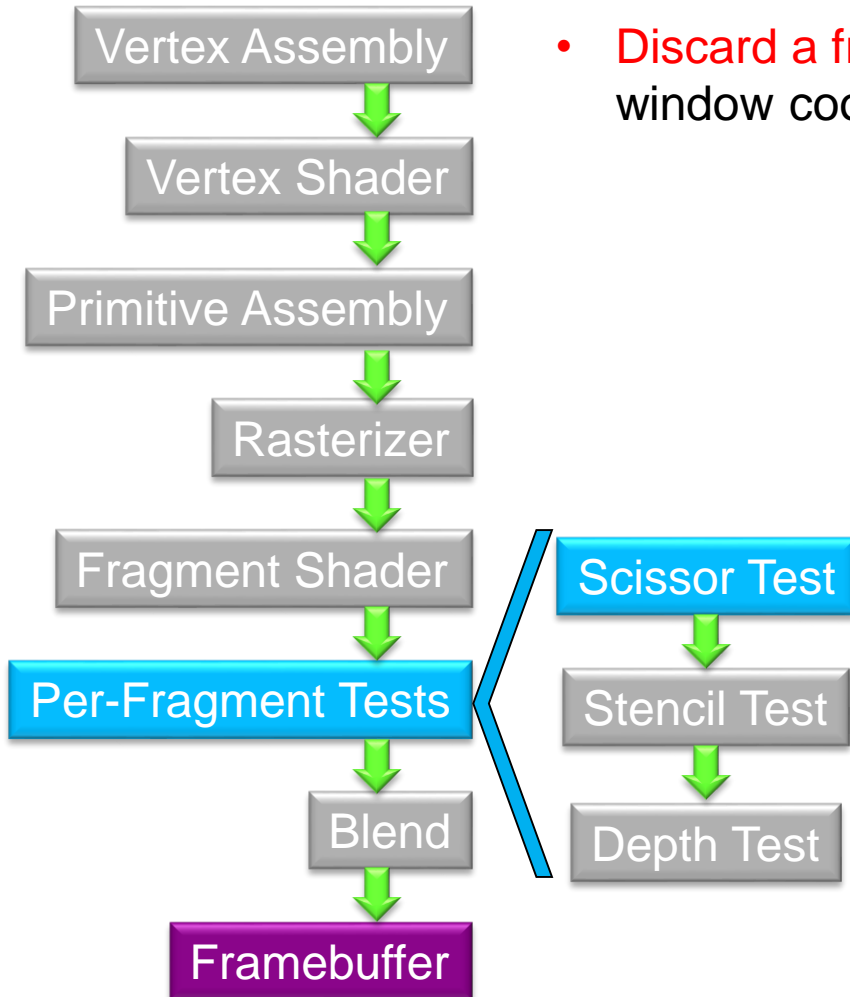 Vertex Assembly
Vertex Shader
Primitive Assembly
Rasterizer
Fragment Shader
Per-Fragment Tests
Blend
Framebuffer
Scissor Test
Stencil Test
Depth Test
• Discard a
window